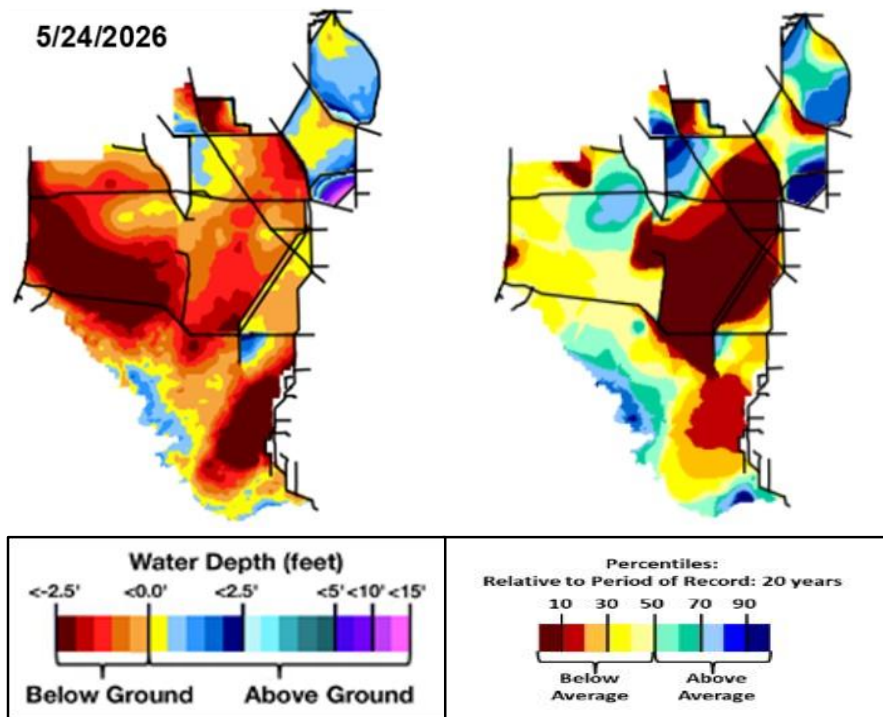 5/24/2026
Water Depth (feet)
<-2.5' <0.0' <2.5' <5' <10' <15'
Below Ground Above Ground
Percentiles:
Relative to Period of Record: 20 years
10 30 50 70 90
Below Average Above Average